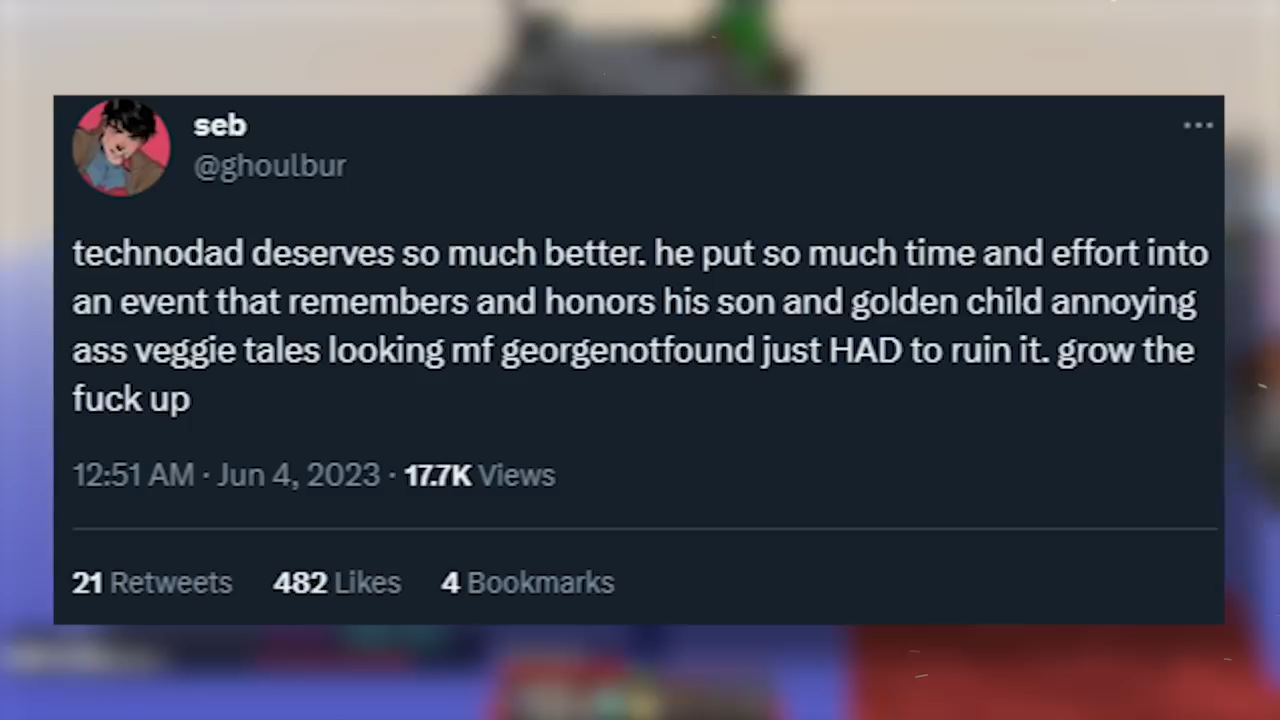 seb
@ghoulbur
technodad deserves so much better. he put so much time and effort into
an event that remembers and honors his son and golden child annoying
ass veggie tales looking mf georgenotfound just HAD to ruin it. grow the
fuck up
12:51 AM · Jun 4, 2023 · 17.7K Views
21 Retweets 482 Likes 4 Bookmarks